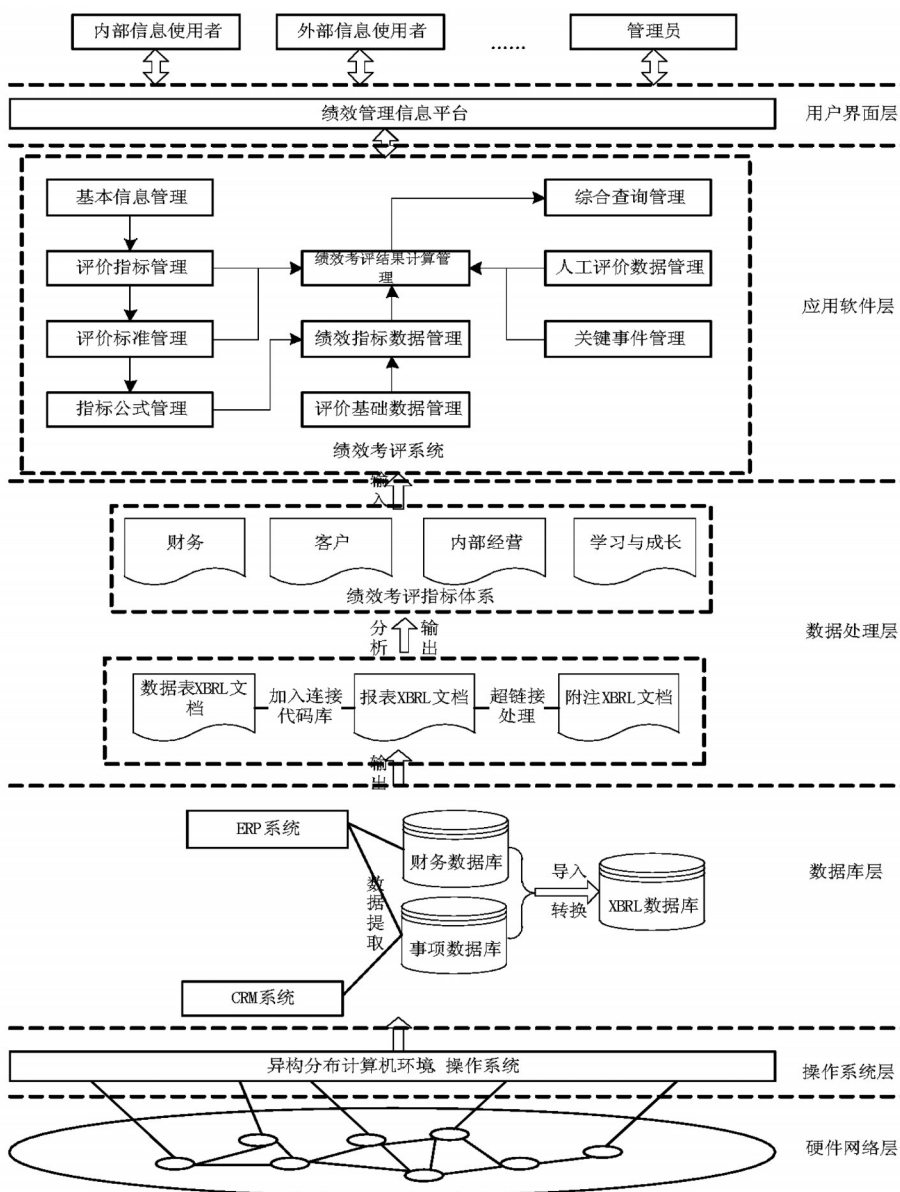 内部信息使用者
外部信息使用者
......
管理员
绩效管理信息平台
用户界面层
基本信息管理
综合查询管理
评价指标管理
绩效考评结果计算管
理
人工评价数据管理
应用软件层
评价标准管理
绩效指标数据管理
关键事件管理
指标公式管理
评价基础数据管理
绩效考评系统
输
入
财务
客户
内部经营
学习与成长
绩效考评指标体系
分
析
输
出
数据处理层
数据表XBRL文
档
加入连接
代码库
报表XBRL文档
超链接
处理
附注XBRL文档
输
出
ERP系统
财务数据库
数
据
提
取
事项数据库
导入
转换
XBRL数据库
数据库层
CRM系统
异构分布计算机环境，操作系统
操作系统层
硬件网络层